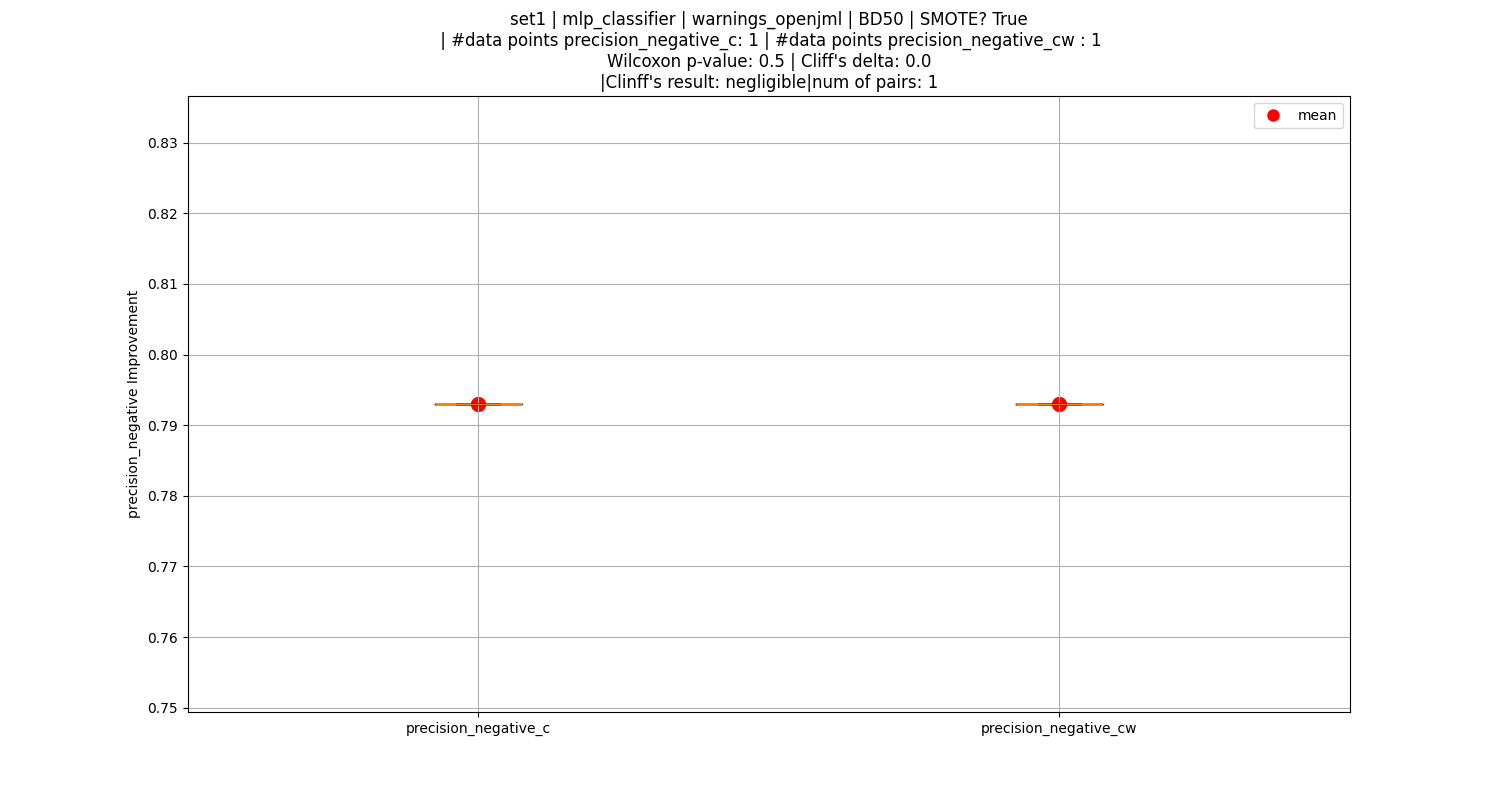 set1 | mlp_classifier | warnings_openjml | BD50 | SMOTE? True
| #data points precision_negative_c: 1 | #data points precision_negative_cw : 1
Wilcoxon p-value: 0.5 | Cliff's delta: 0.0
|Clinff's result: negligible|num of pairs: 1
mean
0.83
0.82
0.81
0.80
0.79
0.78
0.77
0.76
0.75
precision_negative Improvement
precision_negative_c
precision_negative_cw